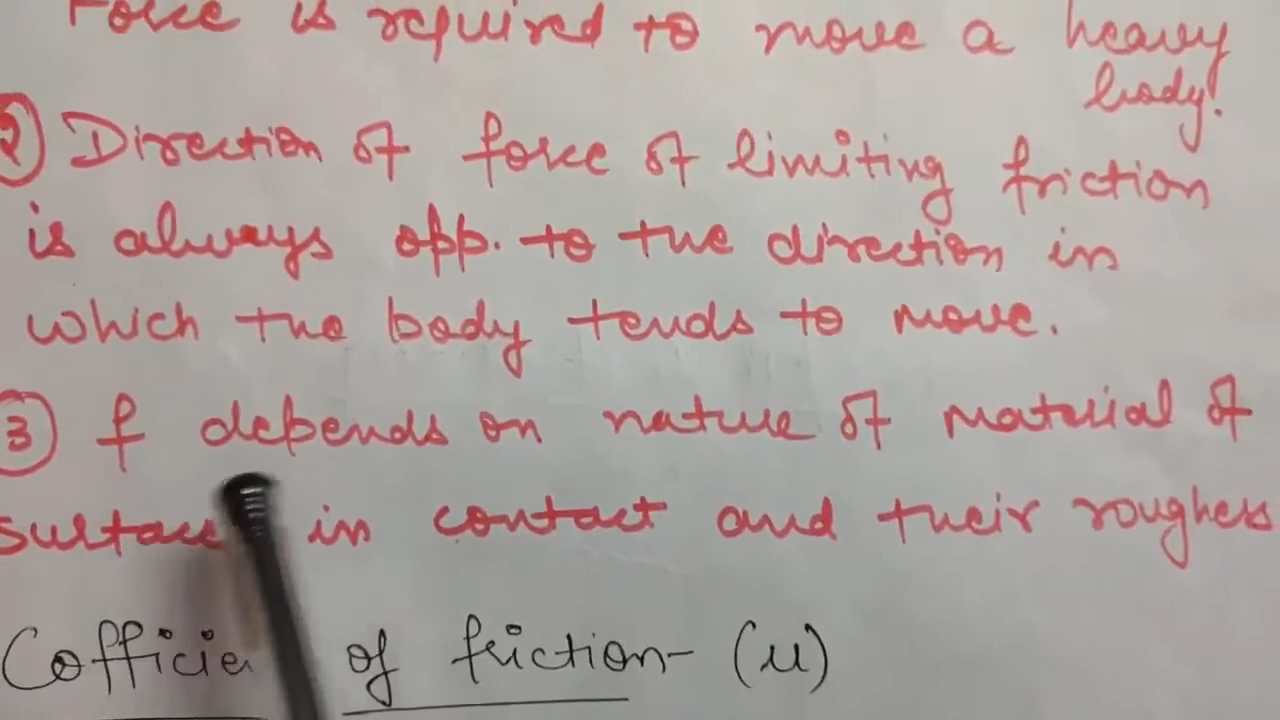 Force is required to move a heavy
body.
2 Direction of force of limiting friction
is always opp. to the direction in
which the body tends to move.
3 f depends on nature of material of
surface in contact and their roughess
of friction- (u)